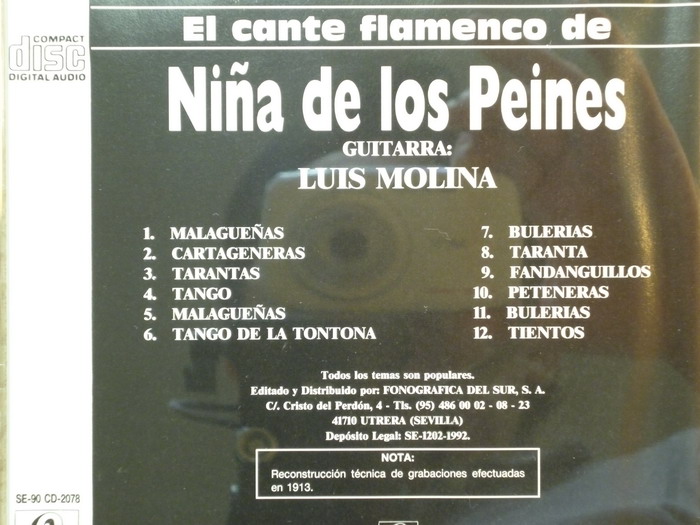 El cante flamenco de
COMPACT
disc
DIGITAL AUDIO
Niña de los Peines
GUITARRA:
LUIS MOLINA
1. MALAGUEÑAS
2. CARTAGENERAS
3. TARANTAS
4. TANGO
5. MALAGUEÑAS
6. TANGO DE LA TONTONA
7. BULERIAS
8. TARANTA
9. FANDANGUILLOS
10. PETENERAS
11. BULERIAS
12. TIENTOS
Todos los temas son populares.
Editado y Distribuido por: FONOGRAFICA DEL SUR, S. A.
C/. Cristo del Perdón, 4 - Tls. (95) 486 00 02 - 08 - 23
41710 UTRERA (SEVILLA)
Depósito Legal: SE-1202-1992.
NOTA:
Reconstrucción técnica de grabaciones efectuadas
en 1913.
SE-90 CD-2078